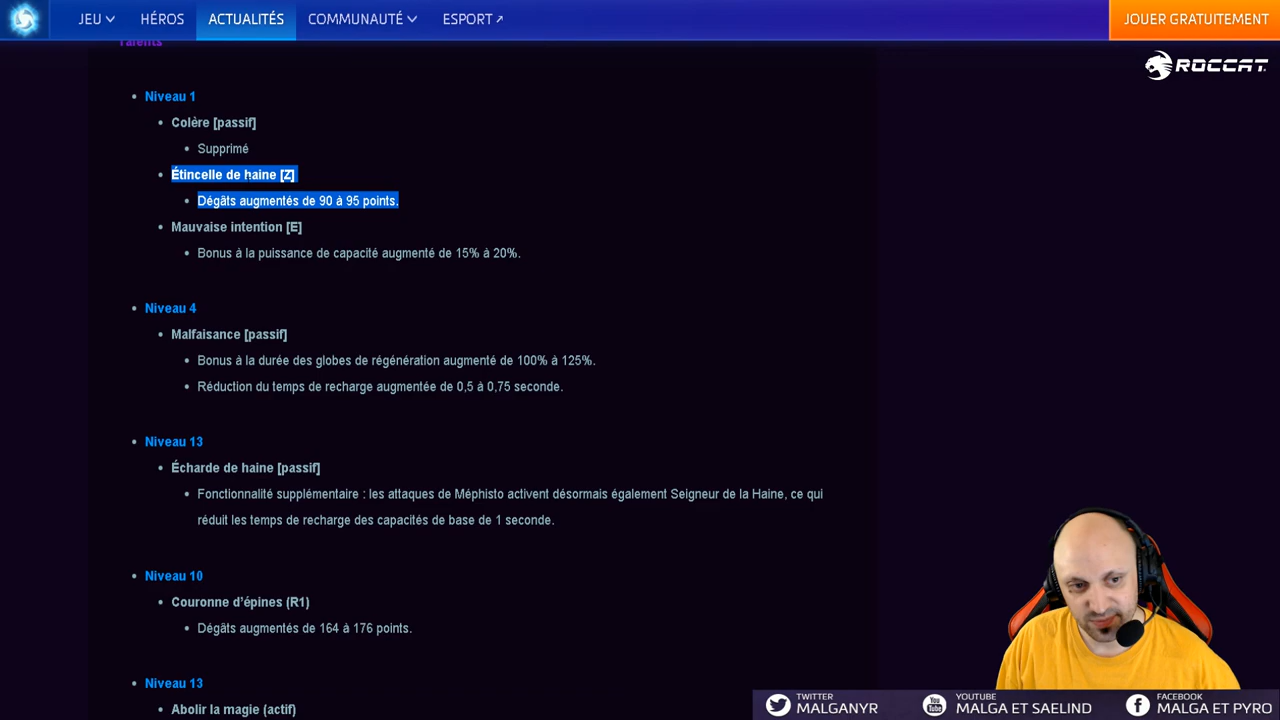 JEU HÉROS ACTUALITÉS COMMUNAUTÉ ESPORT JOUER GRATUITEMENT
Talents
ROCCAT
Niveau 1
Colère [passif]
Supprimé
Étincelle de haine [Z]
Dégâts augmentés de 90 à 95 points.
Mauvaise intention [E]
Bonus à la puissance de capacité augmenté de 15% à 20%.
Niveau 4
Malfaisance [passif]
Bonus à la durée des globes de régénération augmenté de 100% à 125%.
Réduction du temps de recharge augmentée de 0,5 à 0,75 seconde.
Niveau 13
Écharde de haine [passif]
Fonctionnalité supplémentaire : les attaques de Méphisto activent désormais également Seigneur de la Haine, ce qui
réduit les temps de recharge des capacités de base de 1 seconde.
Niveau 10
Couronne d'épines (R1)
Dégâts augmentés de 164 à 176 points.
Niveau 13
Abolir la magie (actif)
TWITTER
MALGANYR
YOUTUBE
MALGA ET SAELIND
FACEBOOK
MALGA ET PYRO